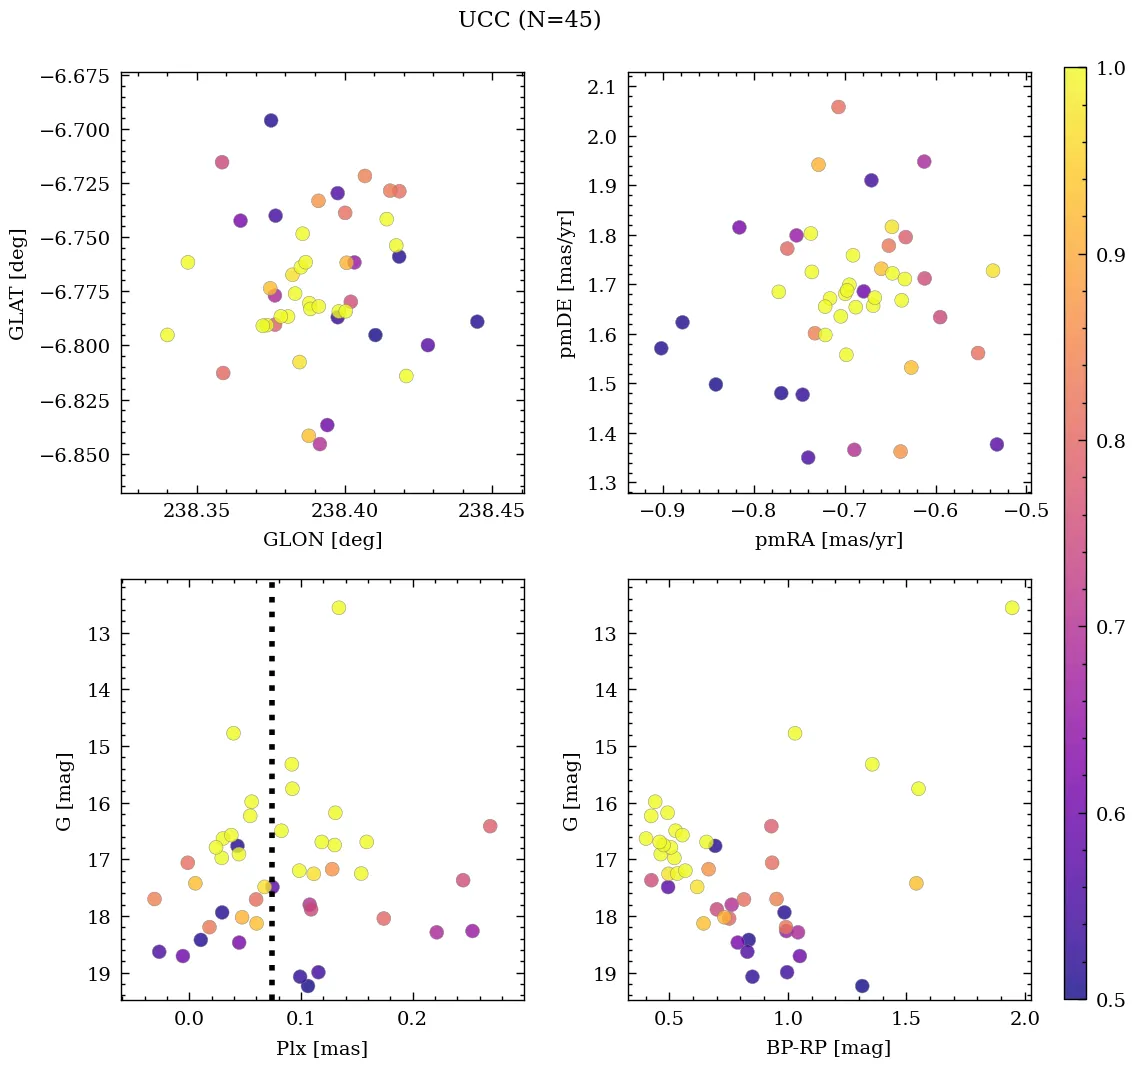 UCC (N=45)
−6.675
−6.700
−6.725
−6.750
−6.775
−6.800
−6.825
−6.850
GLAT [deg]
238.35 238.40 238.45
GLON [deg]
2.1
2.0
1.9
1.8
1.7
1.6
1.5
1.4
1.3
pmDE [mas/yr]
−0.9 −0.8 −0.7 −0.6 −0.5
pmRA [mas/yr]
13
14
15
16
17
18
19
G [mag]
0.0 0.1 0.2
Plx [mas]
13
14
15
16
17
18
19
G [mag]
0.5 1.0 1.5 2.0
BP-RP [mag]
1.0
0.9
0.8
0.7
0.6
0.5